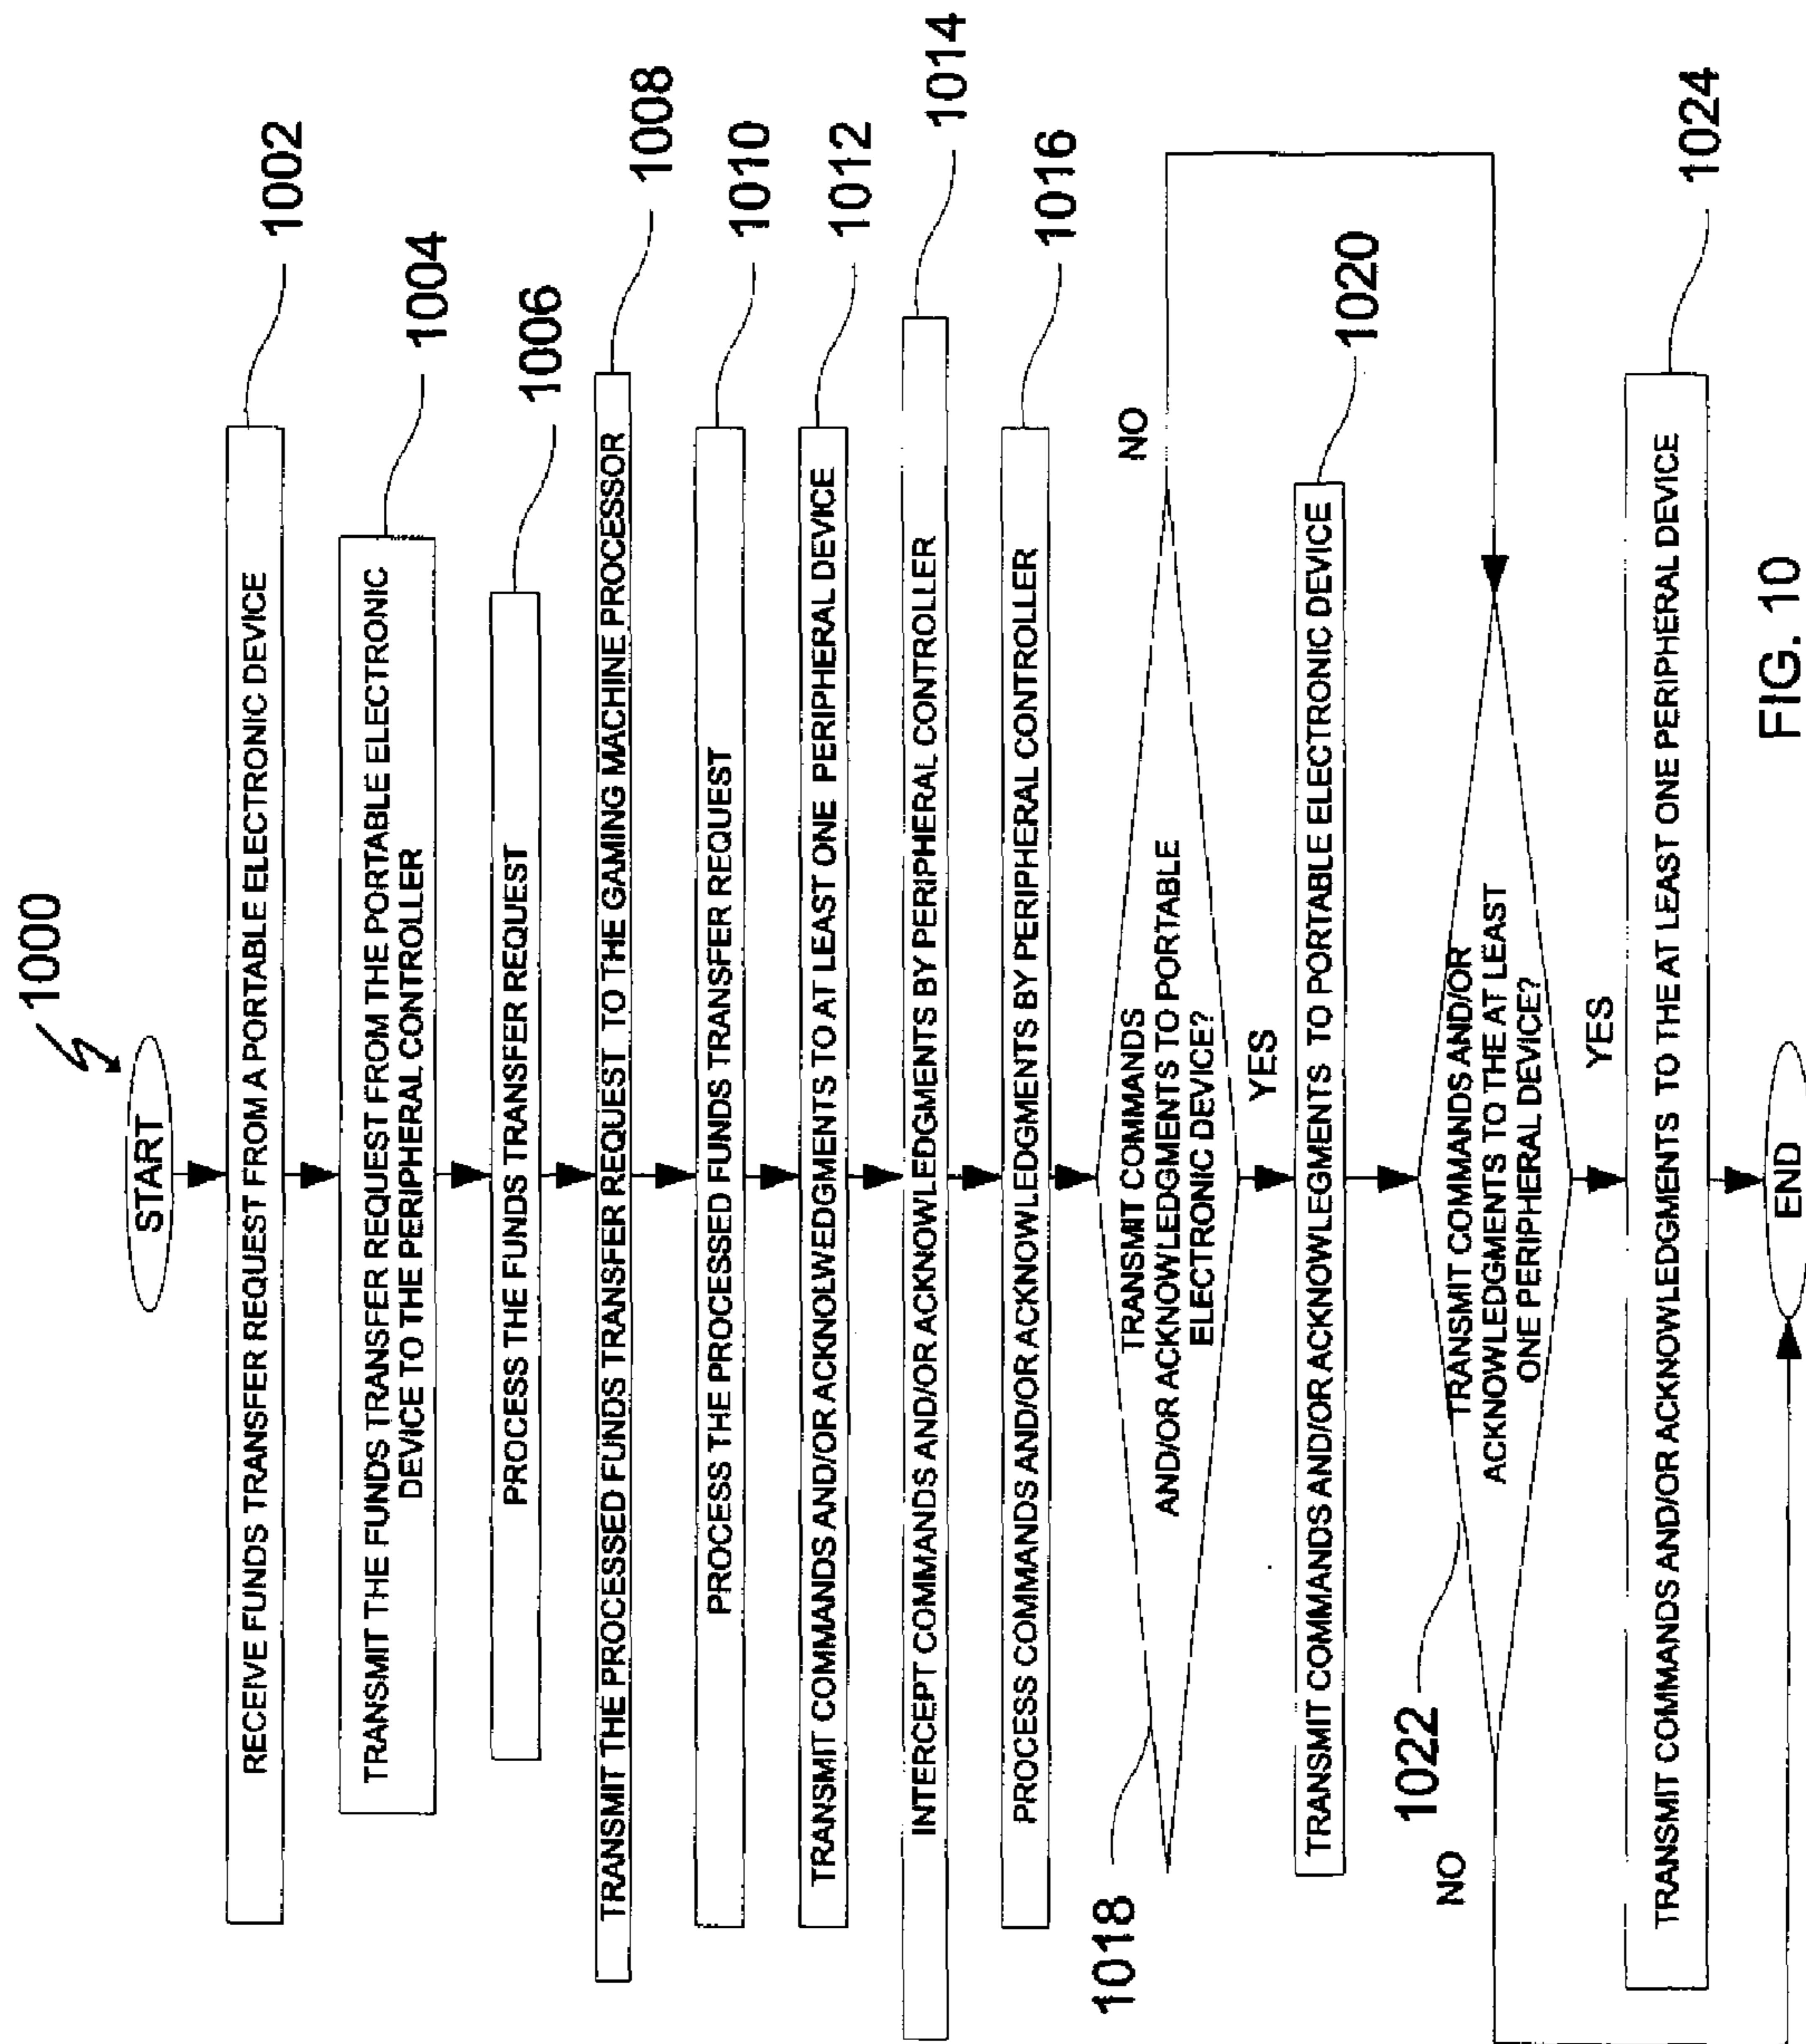 1000
START
RECEIVE FUNDS TRANSFER REQUEST FROM A PORTABLE ELECTRONIC DEVICE
1002
TRANSMIT THE FUNDS TRANSFER REQUEST FROM THE PORTABLE ELECTRONIC
DEVICE TO THE PERIPHERAL CONTROLLER
1004
PROCESS THE FUNDS TRANSFER REQUEST
1006
TRANSMIT THE PROCESSED FUNDS TRANSFER REQUEST TO THE GAMING MACHINE PROCESSOR
1008
PROCESS THE PROCESSED FUNDS TRANSFER REQUEST
1010
TRANSMIT COMMANDS AND/OR ACKNOLWEDGMENTS TO AT LEAST ONE PERIPHERAL DEVICE
1012
INTERCEPT COMMANDS AND/OR ACKNOWLEDGMENTS BY PERIPHERAL CONTROLLER
1014
PROCESS COMMANDS AND/OR ACKNOWLEDGMENTS BY PERIPHERAL CONTROLLER
1016
1018
TRANSMIT COMMANDS
AND/OR ACKNOWLEDGMENTS TO PORTABLE
ELECTRONIC DEVICE?
NO
YES
TRANSMIT COMMANDS AND/OR ACKNOWLEGMENTS TO PORTABLE ELECTRONIC DEVICE
1020
1022
TRANSMIT COMMANDS AND/OR
ACKNOWLEDGMENTS TO THE AT LEAST
ONE PERIPHERAL DEVICE?
NO
YES
TRANSMIT COMMANDS AND/OR ACKNOWLEDGMENTS TO THE AT LEAST ONE PERIPHERAL DEVICE
1024
END
FIG. 10